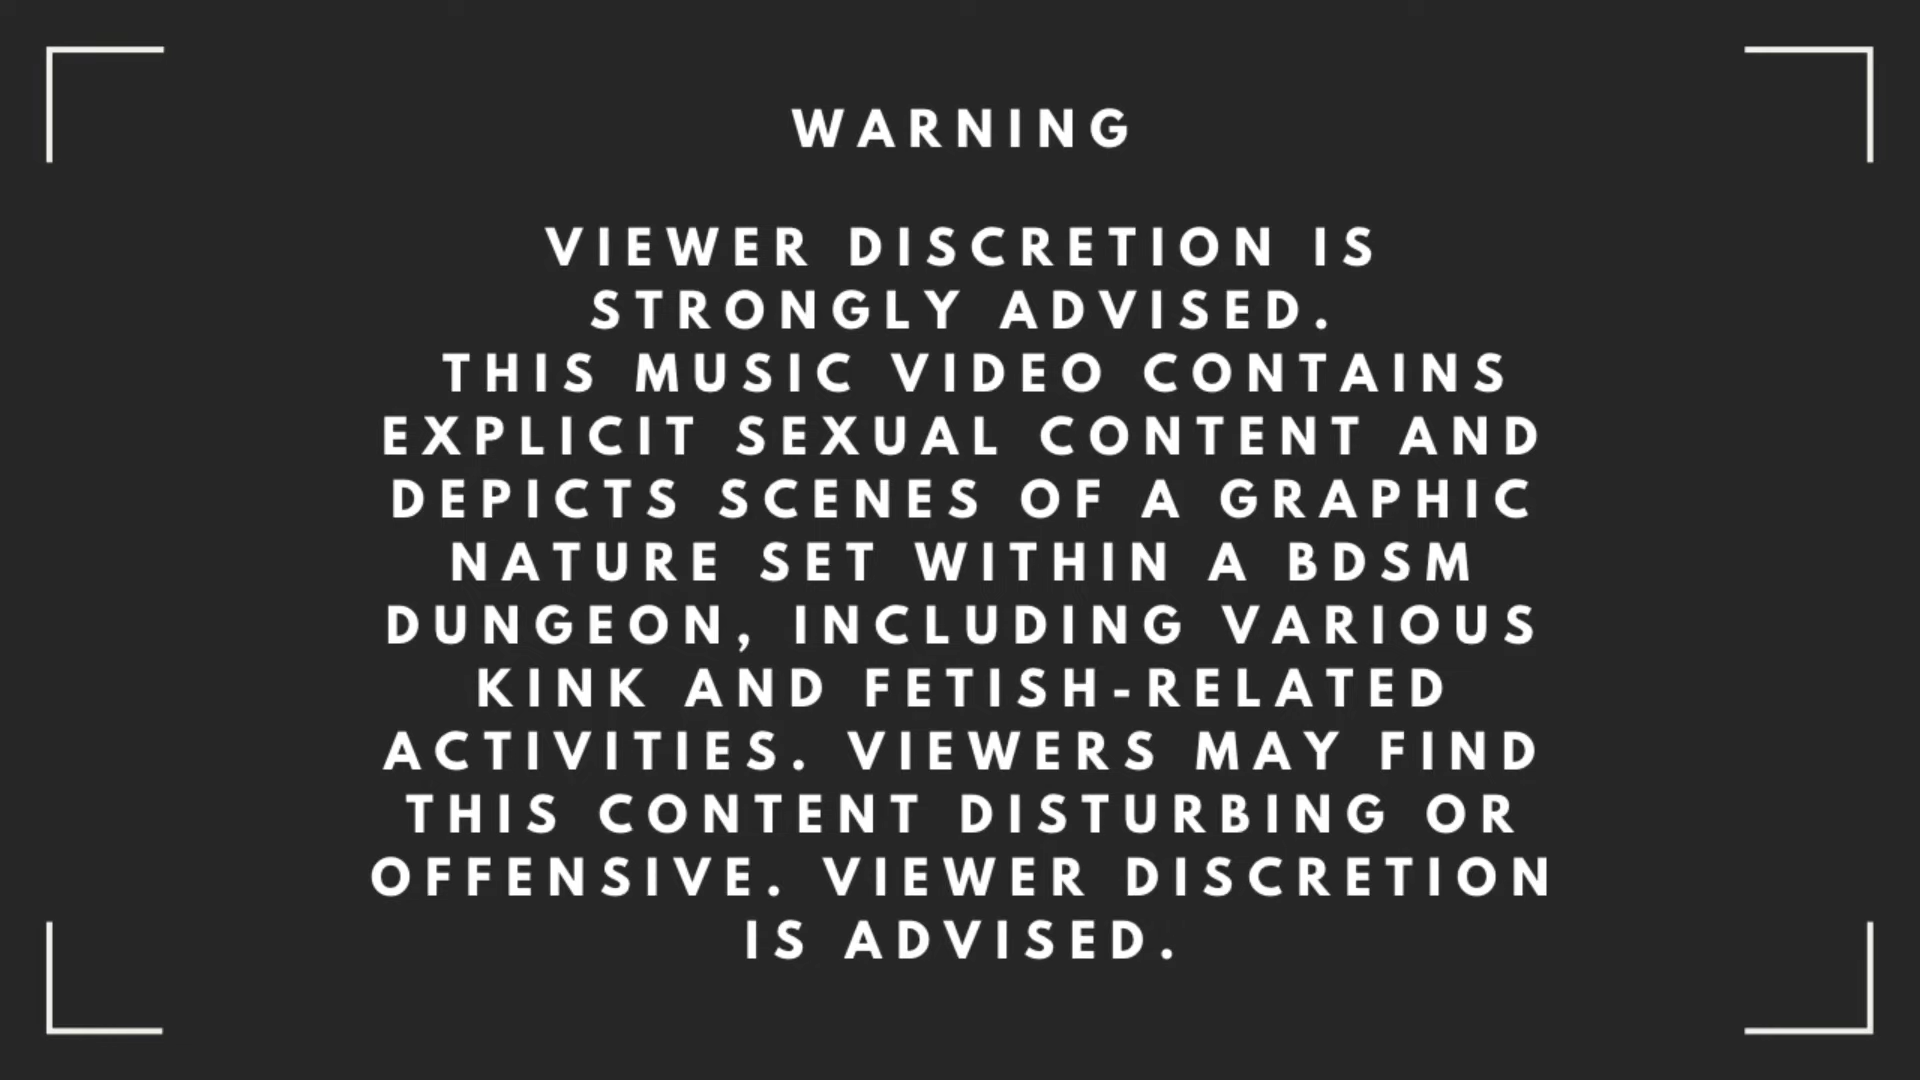 WARNING
VIEWER DISCRETION IS
STRONGLY ADVISED.
THIS MUSIC VIDEO CONTAINS
EXPLICIT SEXUAL CONTENT AND
DEPICTS SCENES OF A GRAPHIC
NATURE SET WITHIN A BDSM
DUNGEON, INCLUDING VARIOUS
KINK AND FETISH-RELATED
ACTIVITIES. VIEWERS MAY FIND
THIS CONTENT DISTURBING OR
OFFENSIVE. VIEWER DISCRETION
IS ADVISED.